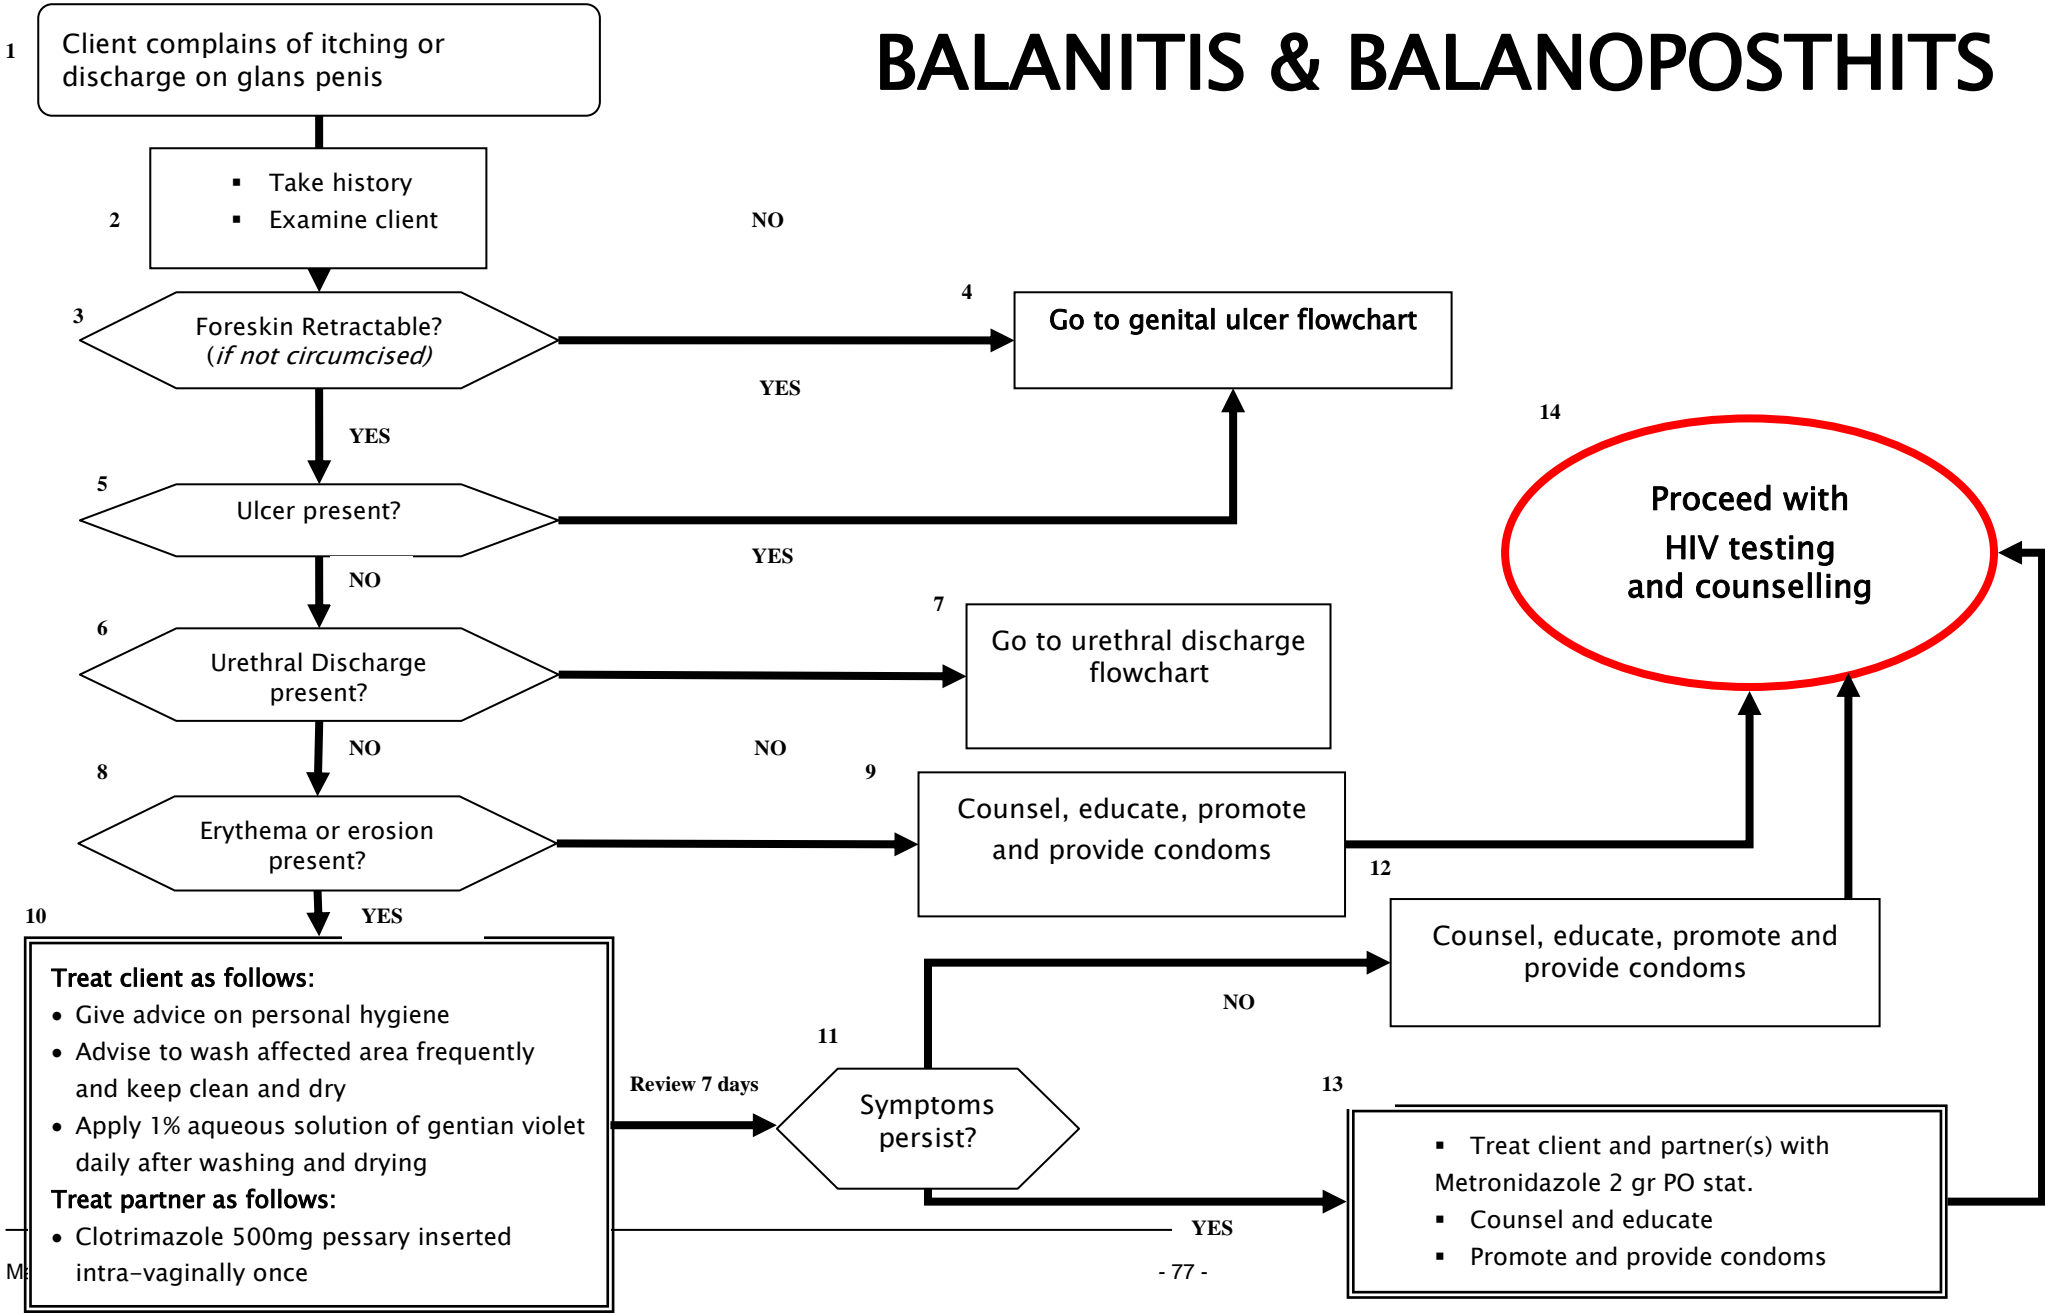 BALANITIS & BALANOPOSTHITS
1
Client complains of itching or
discharge on glans penis
2
▪ Take history
▪ Examine client
NO
3
Foreskin Retractable?
(if not circumcised)
4
Go to genital ulcer flowchart
YES
YES
5
Ulcer present?
YES
NO
6
Urethral Discharge
present?
7
Go to urethral discharge
flowchart
NO
NO
8
Erythema or erosion
present?
9
Counsel, educate, promote
and provide condoms
YES
10
Treat client as follows:
• Give advice on personal hygiene
• Advise to wash affected area frequently
and keep clean and dry
• Apply 1% aqueous solution of gentian violet
daily after washing and drying
Treat partner as follows:
• Clotrimazole 500mg pessary inserted
intra-vaginally once
Review 7 days
11
Symptoms
persist?
NO
12
Counsel, educate, promote and
provide condoms
YES
13
▪ Treat client and partner(s) with
Metronidazole 2 gr PO stat.
▪ Counsel and educate
▪ Promote and provide condoms
14
Proceed with
HIV testing
and counselling
- 77 -